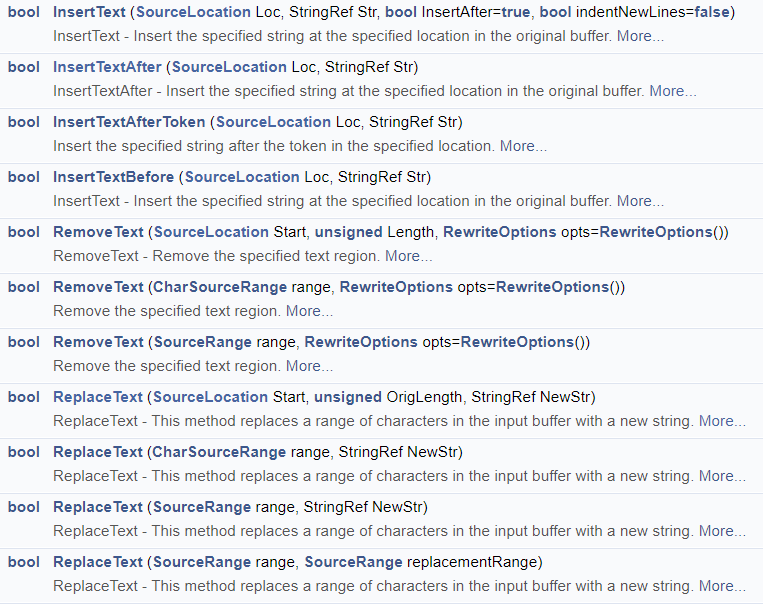 bool InsertText (SourceLocation Loc, StringRef Str, bool InsertAfter=true, bool indentNewLines=false)
InsertText - Insert the specified string at the specified location in the original buffer. More...
bool InsertTextAfter (SourceLocation Loc, StringRef Str)
InsertTextAfter - Insert the specified string at the specified location in the original buffer. More...
bool InsertTextAfterToken (SourceLocation Loc, StringRef Str)
Insert the specified string after the token in the specified location. More...
bool InsertTextBefore (SourceLocation Loc, StringRef Str)
InsertText - Insert the specified string at the specified location in the original buffer. More...
bool RemoveText (SourceLocation Start, unsigned Length, RewriteOptions opts=RewriteOptions())
RemoveText - Remove the specified text region. More...
bool RemoveText (CharSourceRange range, RewriteOptions opts=RewriteOptions())
Remove the specified text region. More...
bool RemoveText (SourceRange range, RewriteOptions opts=RewriteOptions())
Remove the specified text region. More...
bool ReplaceText (SourceLocation Start, unsigned OrigLength, StringRef NewStr)
ReplaceText - This method replaces a range of characters in the input buffer with a new string. More...
bool ReplaceText (CharSourceRange range, StringRef NewStr)
ReplaceText - This method replaces a range of characters in the input buffer with a new string. More...
bool ReplaceText (SourceRange range, StringRef NewStr)
ReplaceText - This method replaces a range of characters in the input buffer with a new string. More...
bool ReplaceText (SourceRange range, SourceRange replacementRange)
ReplaceText - This method replaces a range of characters in the input buffer with a new string. More...